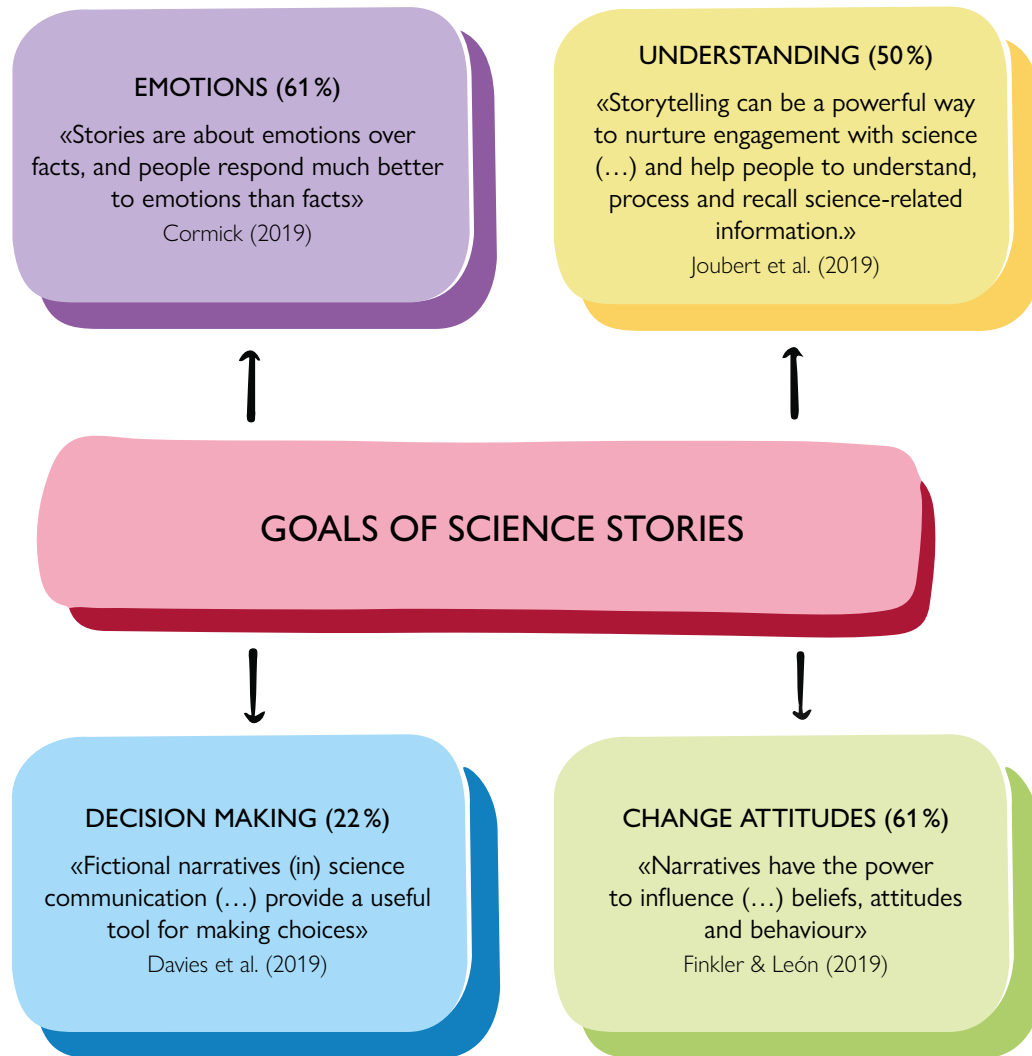 EMOTIONS (61%)
«Stories are about emotions over
facts, and people respond much better
to emotions than facts»
Cormick (2019)
UNDERSTANDING (50%)
«Storytelling can be a powerful way
to nurture engagement with science
(…) and help people to understand,
process and recall science-related
information.»
Joubert et al. (2019)
GOALS OF SCIENCE STORIES
DECISION MAKING (22%)
«Fictional narratives (in) science
communication (…) provide a useful
tool for making choices»
Davies et al. (2019)
CHANGE ATTITUDES (61%)
«Narratives have the power
to influence (…) beliefs, attitudes
and behaviour»
Finkler & León (2019)